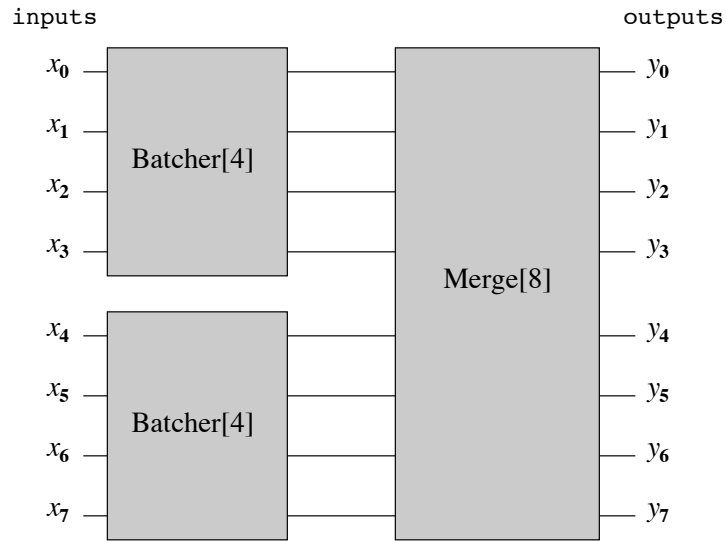 inputs outputs
x0 y0
x1 y1
Batcher[4]
x2 y2
x3 y3
Merge[8]
x4 y4
x5 y5
Batcher[4]
x6 y6
x7 y7